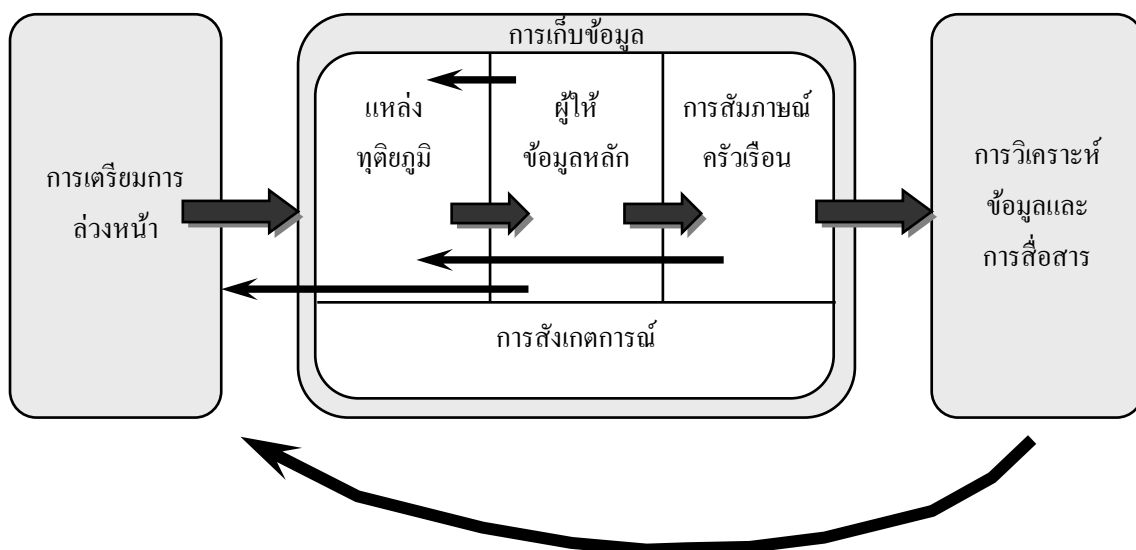 การเตรียมการ
ล่วงหน้า
การเก็บข้อมูล
แหล่ง
ทุติยภูมิ
ผู้ให้
ข้อมูลหลัก
การสัมภาษณ์
ครัวเรือน
การสังเกตการณ์
การวิเคราะห์
ข้อมูลและ
การสื่อสาร